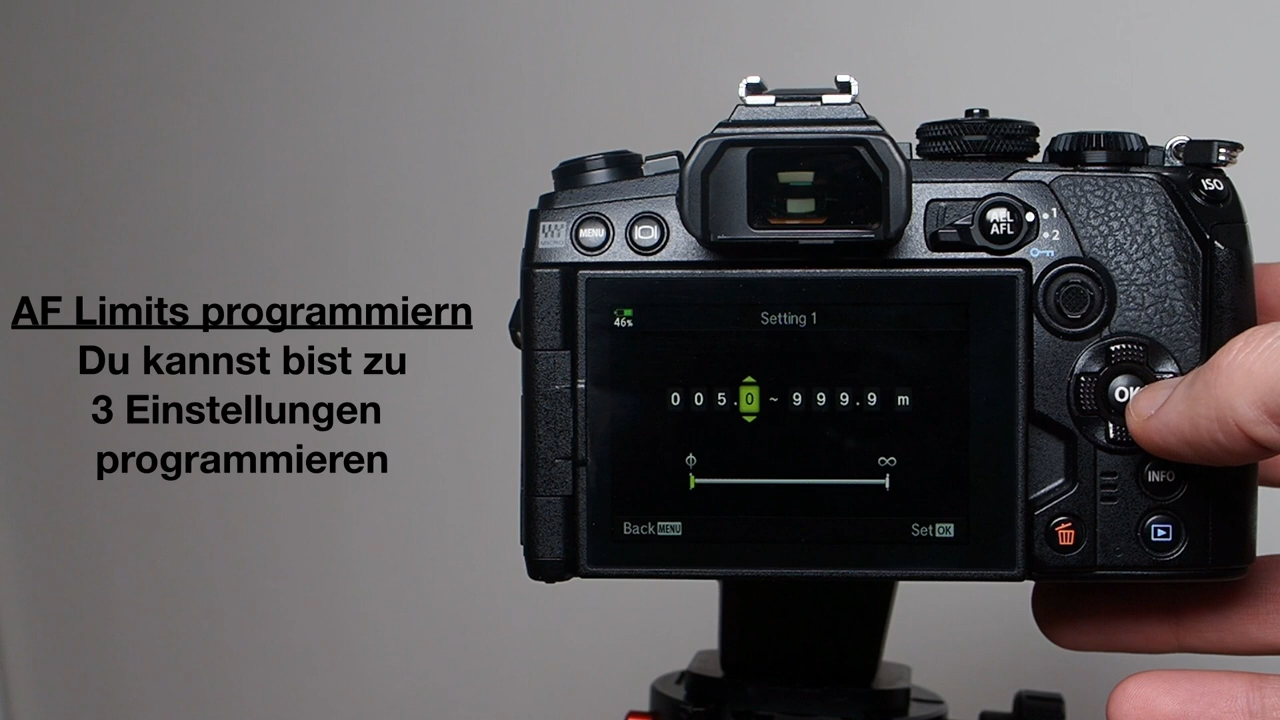 AF Limits programmiern
Du kannst bist zu
3 Einstellungen
programmieren
MENU
AEL
AFL
1
2
ISO
46%
Setting 1
005.0 ~ 999.9 m
∞
Back MENU
Set OK
OK
INFO